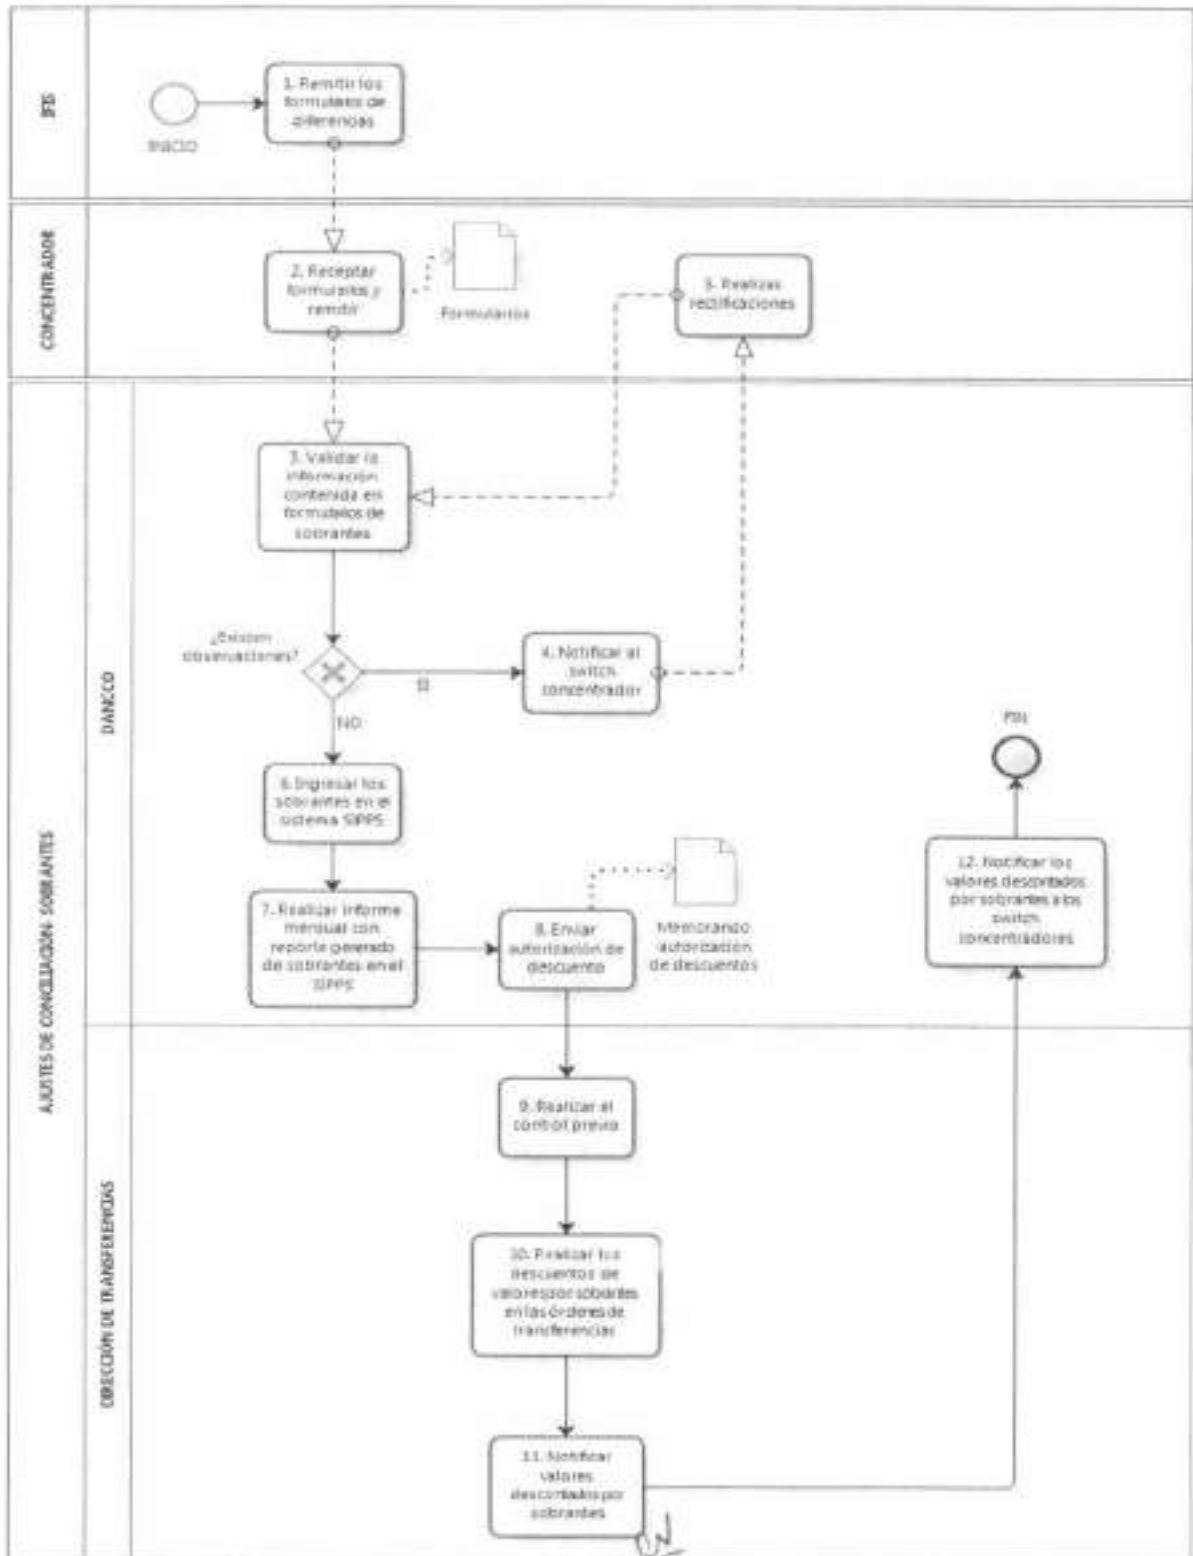 IFIS
INICIO
1. Remitir los
formularios de
diferencias
CONCENTRADOR
2. Receptar
formularios y
remitir
Formularios
5. Realizas
rectificaciones
AJUSTES DE CONCILIACION SOBRANTES
DANCCO
3. Validar la
información
contenida en
formularios de
sobrantes
¿Existen
observaciones?
SI
NO
4. Notificar al
switch
concentrador
6. Ingresar los
sobrantes en el
sistema SIPPS
7. Realizar informe
mensual con
reporte generado
de sobrantes en el
SIPPS
8. Enviar
autorización de
descuento
Memorando
autorización
de descuentos
FIN
12. Notificar los
valores descontados
por sobrantes a los
switch
concentradores
DIRECCIÓN DE TRANSFERENCIAS
9. Realizar el
control previo
10. Realizar los
descuentos de
valores por sobrantes
en las órdenes de
transferencias
11. Notificar
valores
descontados por
sobrantes